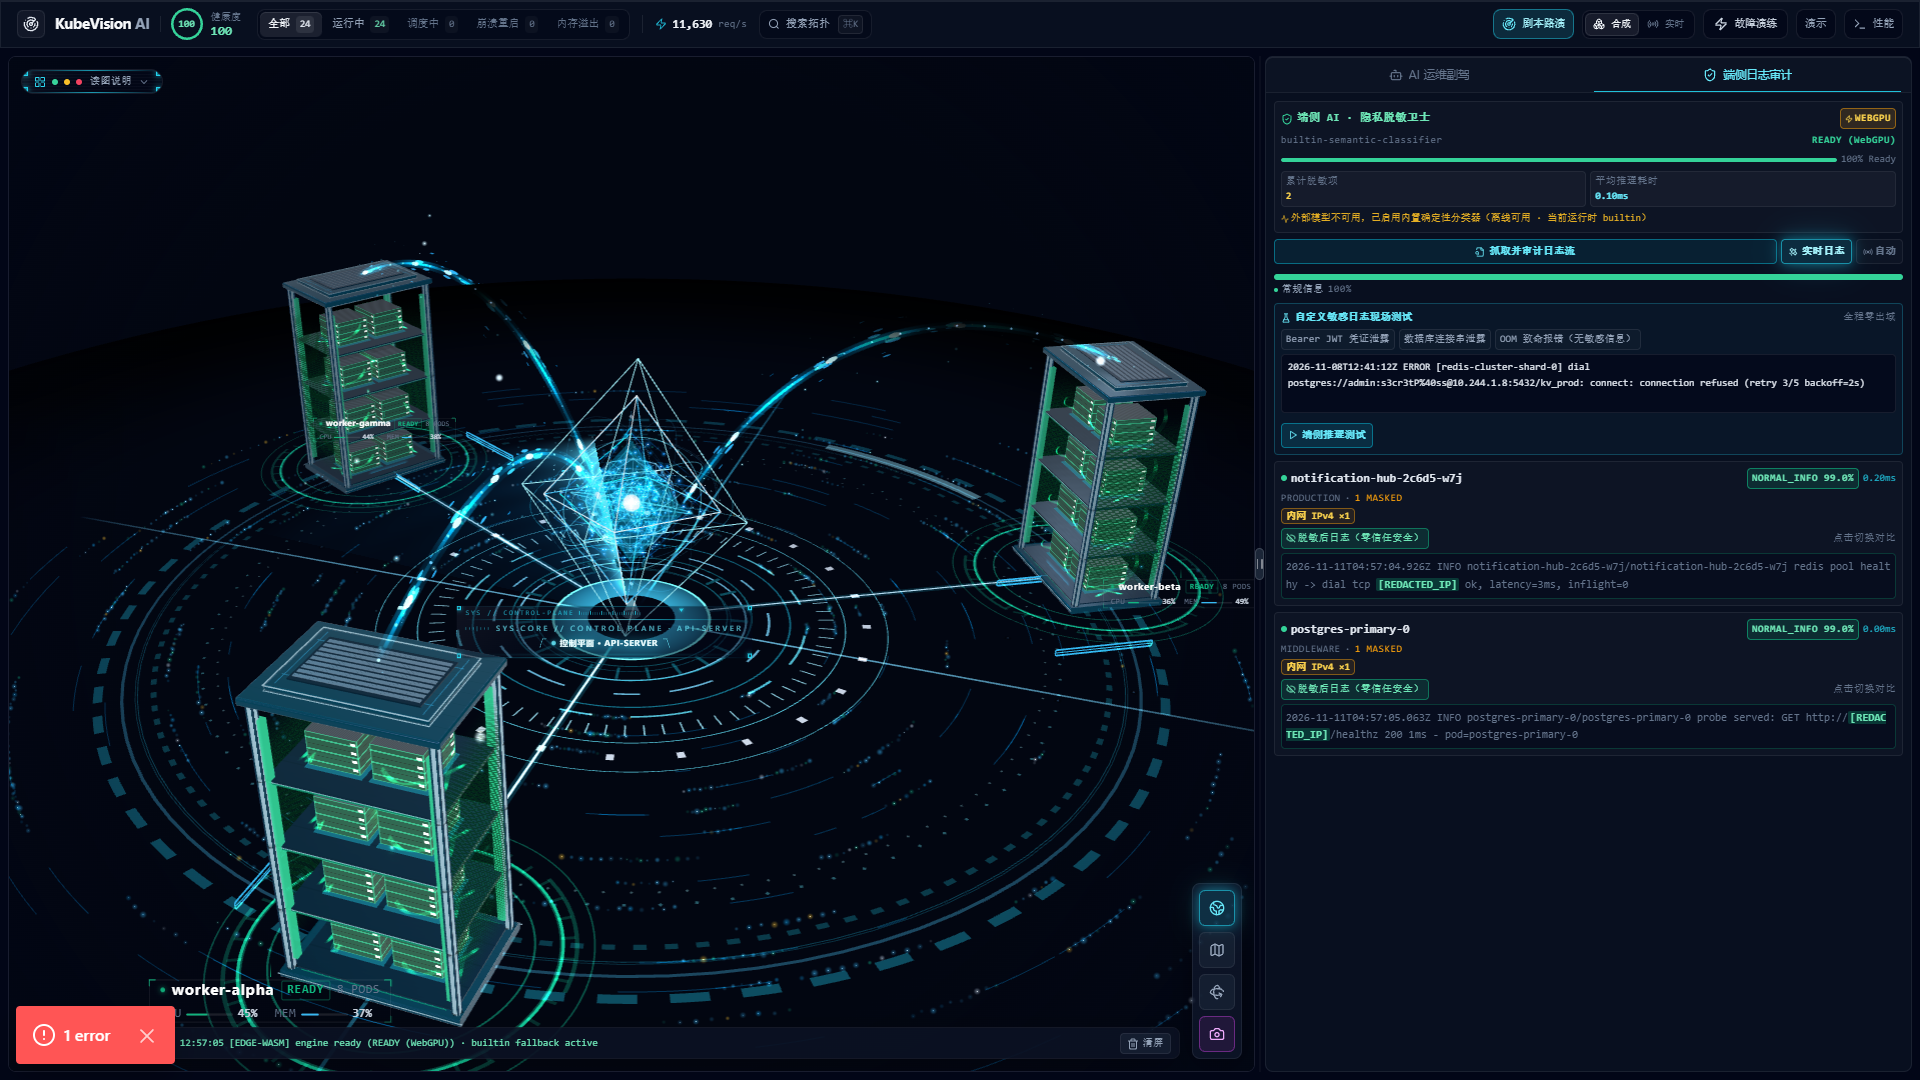 KubeVision AI
100
健康度
100
全部 24
运行中 24
调度中 0
崩溃重启 0
内存溢出 0
11,630 req/s
搜索拓扑 ⌘K
剧本路演
合成
实时
故障演练
演示
性能
读图说明
worker-gamma READY 8 PODS
CPU 44% MEM 38%
worker-beta READY 8 PODS
CPU 36% MEM 49%
SYS // CONTROL-PLANE
SYS.CORE // CONTROL PLANE · API-SERVER
控制平面 • API-SERVER
worker-alpha READY 8 PODS
45% MEM 37%
1 error
12:57:05 [EDGE-WASM] engine ready (READY (WebGPU)) · builtin fallback active
清屏
AI 运维副驾
端侧日志审计
端侧 AI · 隐私脱敏卫士
WEBGPU
builtin-semantic-classifier
READY (WebGPU)
100% Ready
累计脱敏项
2
平均推理耗时
0.10ms
外部模型不可用，已启用内置确定性分类器（离线可用 · 当前运行时 builtin）
抓取并审计日志流
实时日志
自动
常规信息 100%
自定义敏感日志现场测试
全程零出域
Bearer JWT 凭证泄露
数据库连接串泄露
OOM 致命报错（无敏感信息）
2026-11-08T12:41:12Z ERROR [redis-cluster-shard-0] dial
postgres://admin:s3cr3tP%40ss@10.244.1.8:5432/kv_prod: connect: connection refused (retry 3/5 backoff=2s)
端侧推理测试
notification-hub-2c6d5-w7j
NORMAL_INFO 99.0% 0.20ms
PRODUCTION · 1 MASKED
内网 IPv4 ×1
脱敏后日志（零信任安全）
点击切换对比
2026-11-11T04:57:04.926Z INFO notification-hub-2c6d5-w7j/notification-hub-2c6d5-w7j redis pool healt
hy -> dial tcp [REDACTED_IP] ok, latency=3ms, inflight=0
postgres-primary-0
NORMAL_INFO 99.0% 0.00ms
MIDDLEWARE · 1 MASKED
内网 IPv4 ×1
脱敏后日志（零信任安全）
点击切换对比
2026-11-11T04:57:05.063Z INFO postgres-primary-0/postgres-primary-0 probe served: GET http://[REDAC
TED_IP]/healthz 200 1ms - pod=postgres-primary-0